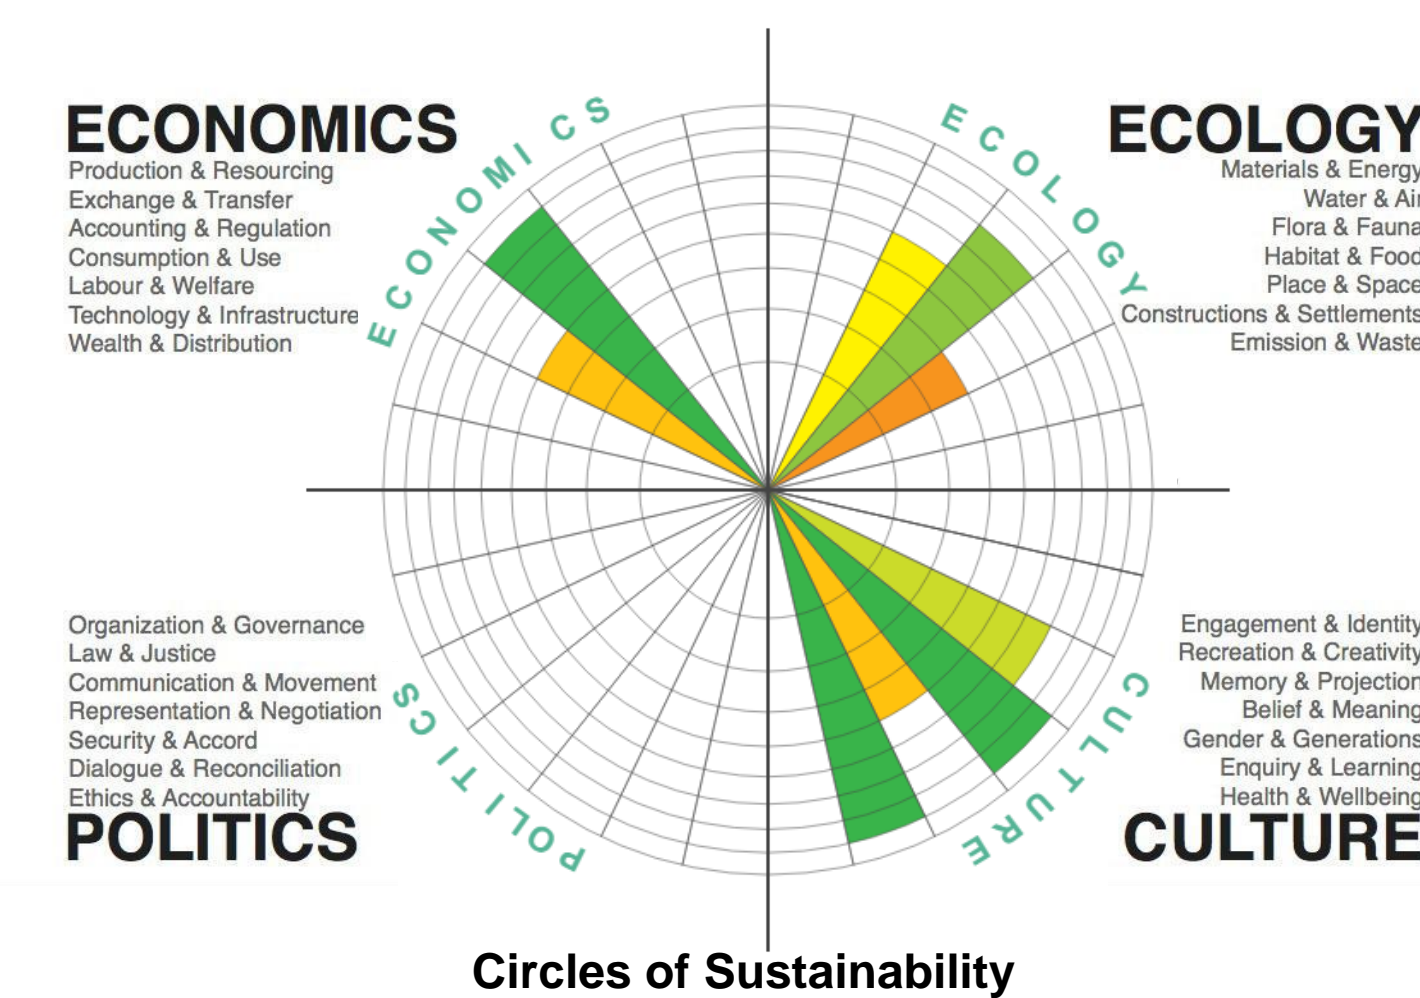 ECONOMICS
Production & Resourcing
Exchange & Transfer
Accounting & Regulation
Consumption & Use
Labour & Welfare
Technology & Infrastructure
Wealth & Distribution
ECOLOGY
Materials & Energy
Water & Air
Flora & Fauna
Habitat & Food
Place & Space
Constructions & Settlements
Emission & Waste
ECONOMICS
ECOLOGY
POLITICS
CULTURE
Organization & Governance
Law & Justice
Communication & Movement
Representation & Negotiation
Security & Accord
Dialogue & Reconciliation
Ethics & Accountability
POLITICS
Engagement & Identity
Recreation & Creativity
Memory & Projection
Belief & Meaning
Gender & Generations
Enquiry & Learning
Health & Wellbeing
CULTURE
Circles of Sustainability